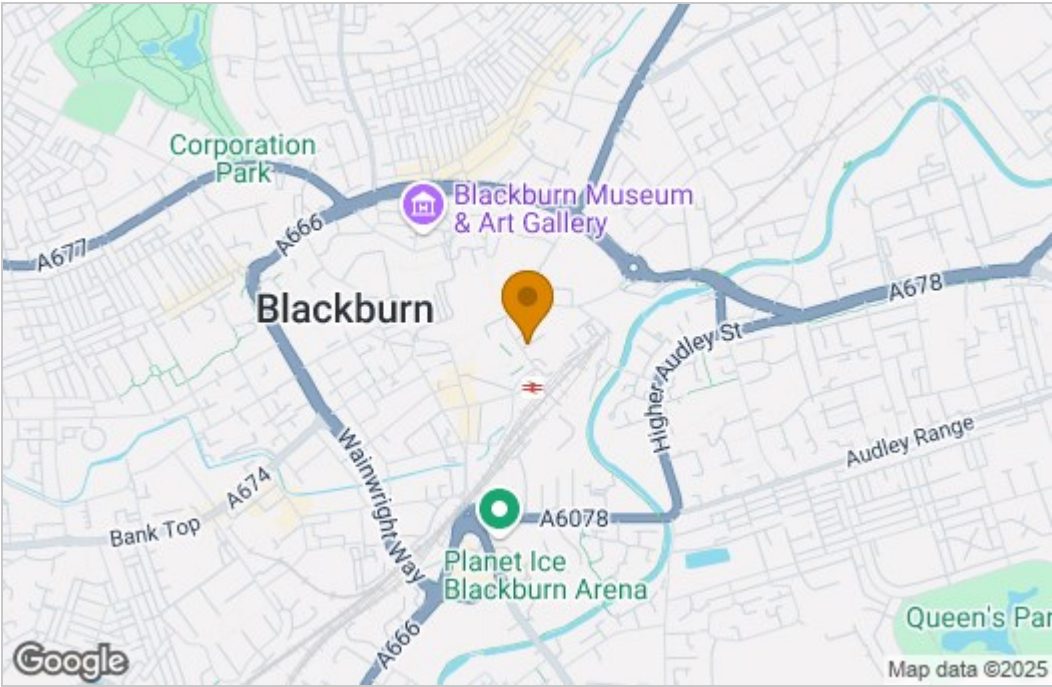 Corporation
Park
Blackburn Museum
& Art Gallery
A666
A677
A678
Blackburn
Higher Audley St
Audley Range
Wainwright Way
A674
Bank Top
A6078
Planet Ice
Blackburn Arena
Queen's Par
A666
Google
Map data ©2025